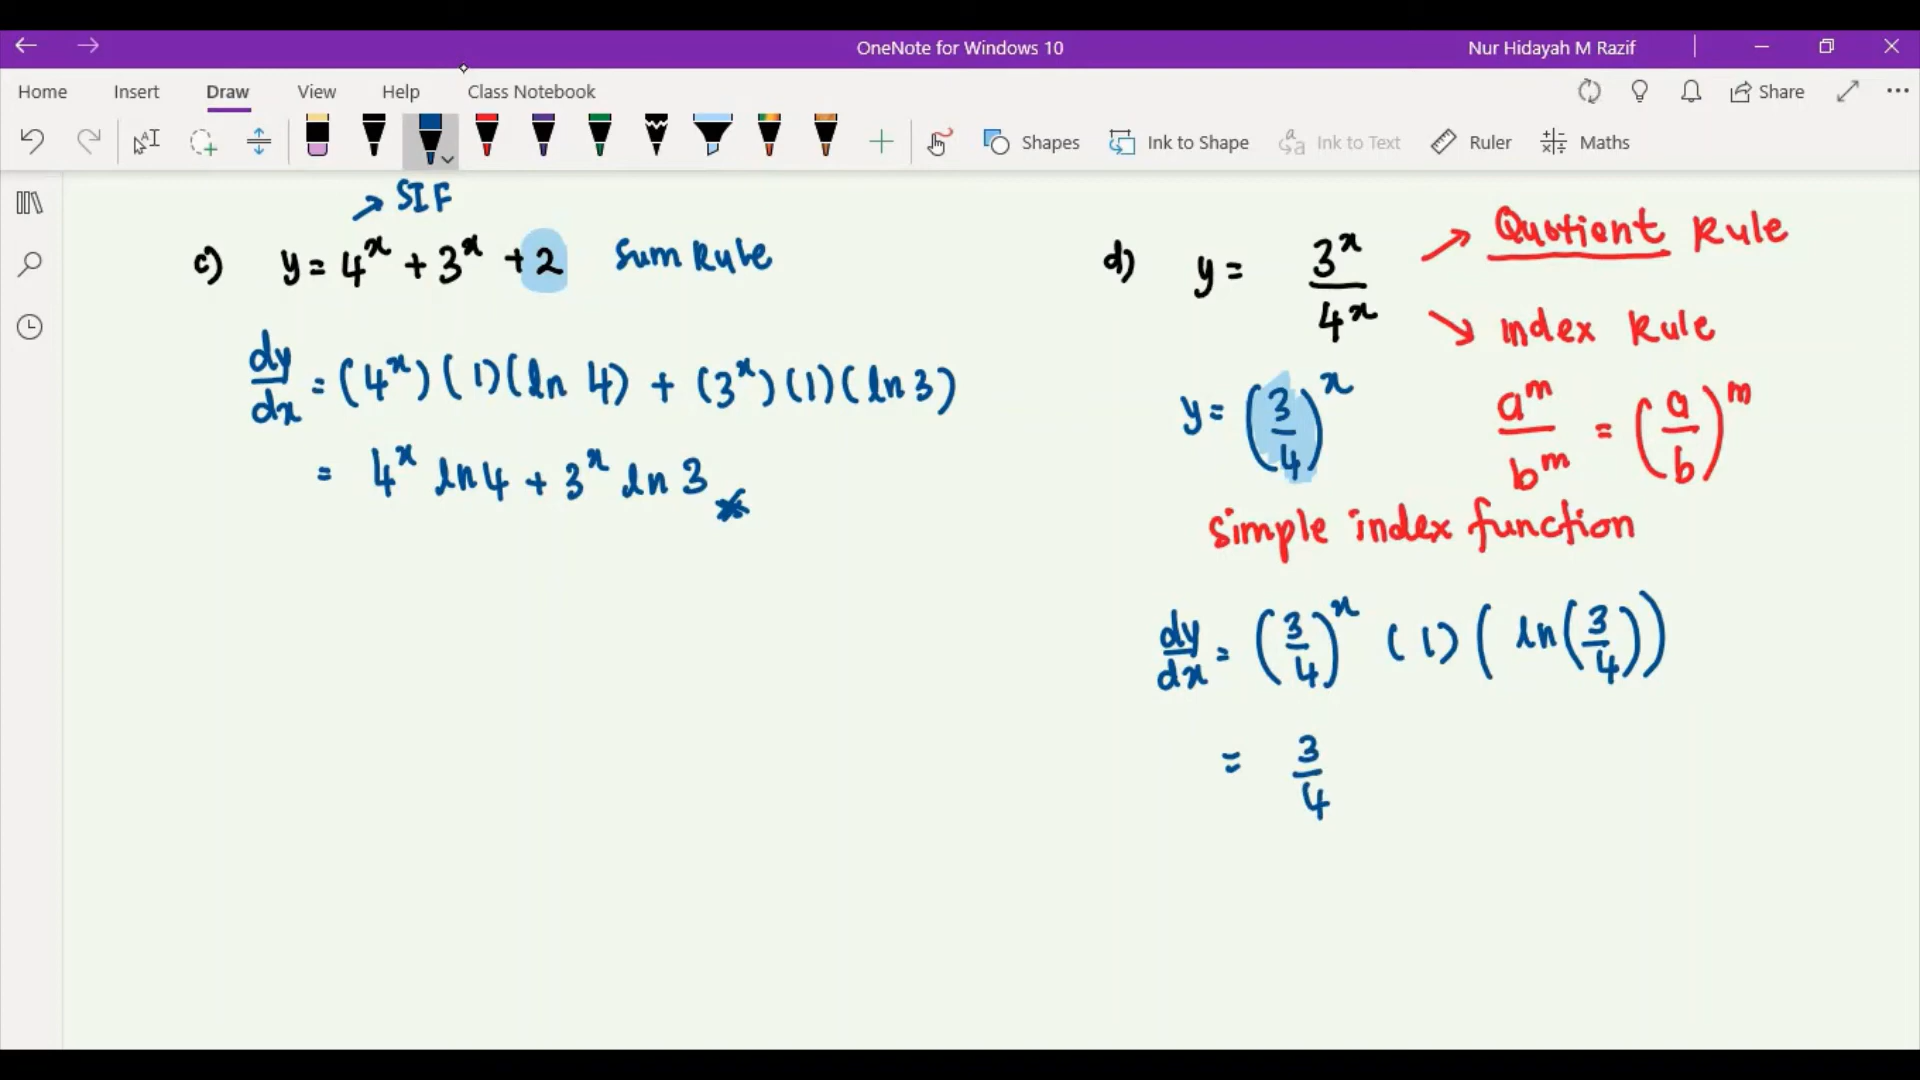 OneNote for Windows 10
Nur Hidayah M Razif
Home Insert Draw View Help Class Notebook
Share
Shapes Ink to Shape Ink to Text Ruler Maths
→ SIF
c) y = 4^x + 3^x + 2 Sum Rule
dy/dx = (4^x)(1)(ln 4) + (3^x)(1)(ln 3)
= 4^x ln 4 + 3^x ln 3
d) y = 3^x/4^x
→ Quotient Rule
↘ Index Rule
y = (3/4)^x
a^m/b^m = (a/b)^m
simple index function
dy/dx = (3/4)^x (1) (ln(3/4))
= 3/4